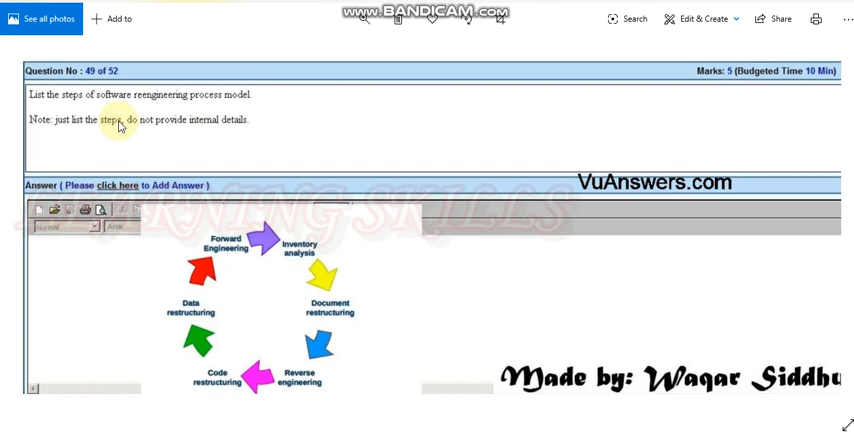 www.BANDICAM.com
See all photos
Add to
Search
Edit & Create
Share
Question No : 49 of 52
Marks: 5 (Budgeted Time 10 Min)
List the steps of software reengineering process model.
Note: just list the steps, do not provide internal details.
Answer ( Please click here to Add Answer )
VuAnswers.com
LEARNING SKILLS
Normal
Arial
Forward
Engineering
Inventory
analysis
Data
restructuring
Document
restructuring
Code
restructuring
Reverse
engineering
Made by: Waqar Siddhu